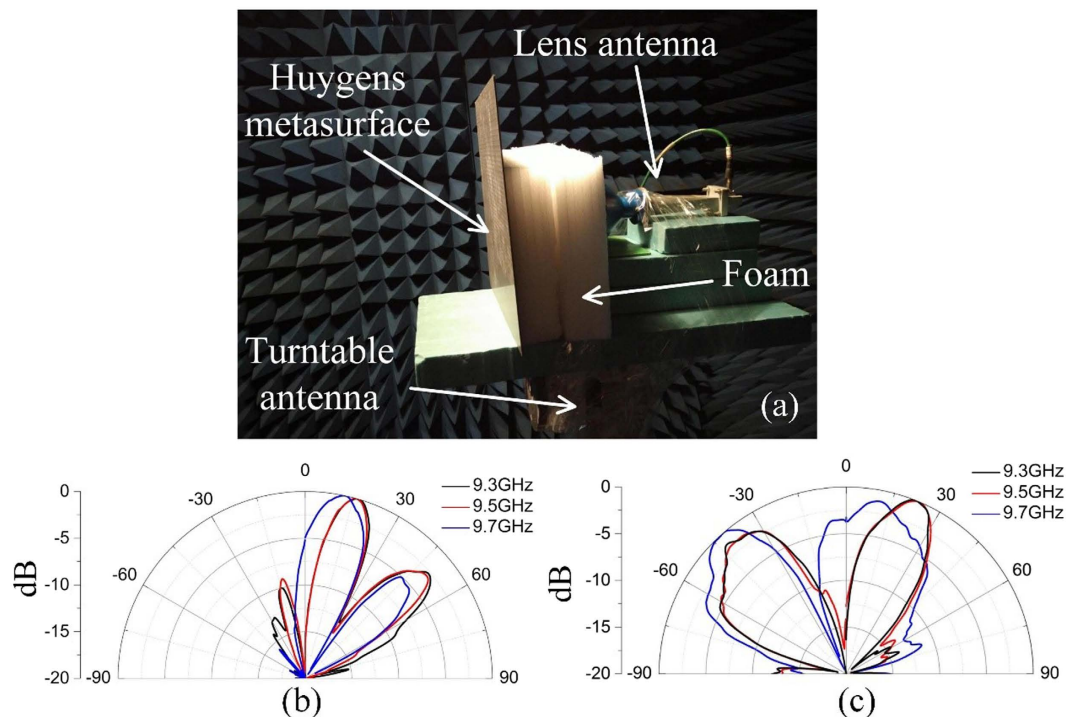 Lens antenna
Huygens
metasurface
Foam
Turntable
antenna
(a)
0
-30
30
-60
60
-90
90
0
-5
-10
-15
-20
dB
9.3GHz
9.5GHz
9.7GHz
(b)
0
-30
30
-60
60
-90
90
0
-5
-10
-15
-20
dB
9.3GHz
9.5GHz
9.7GHz
(c)